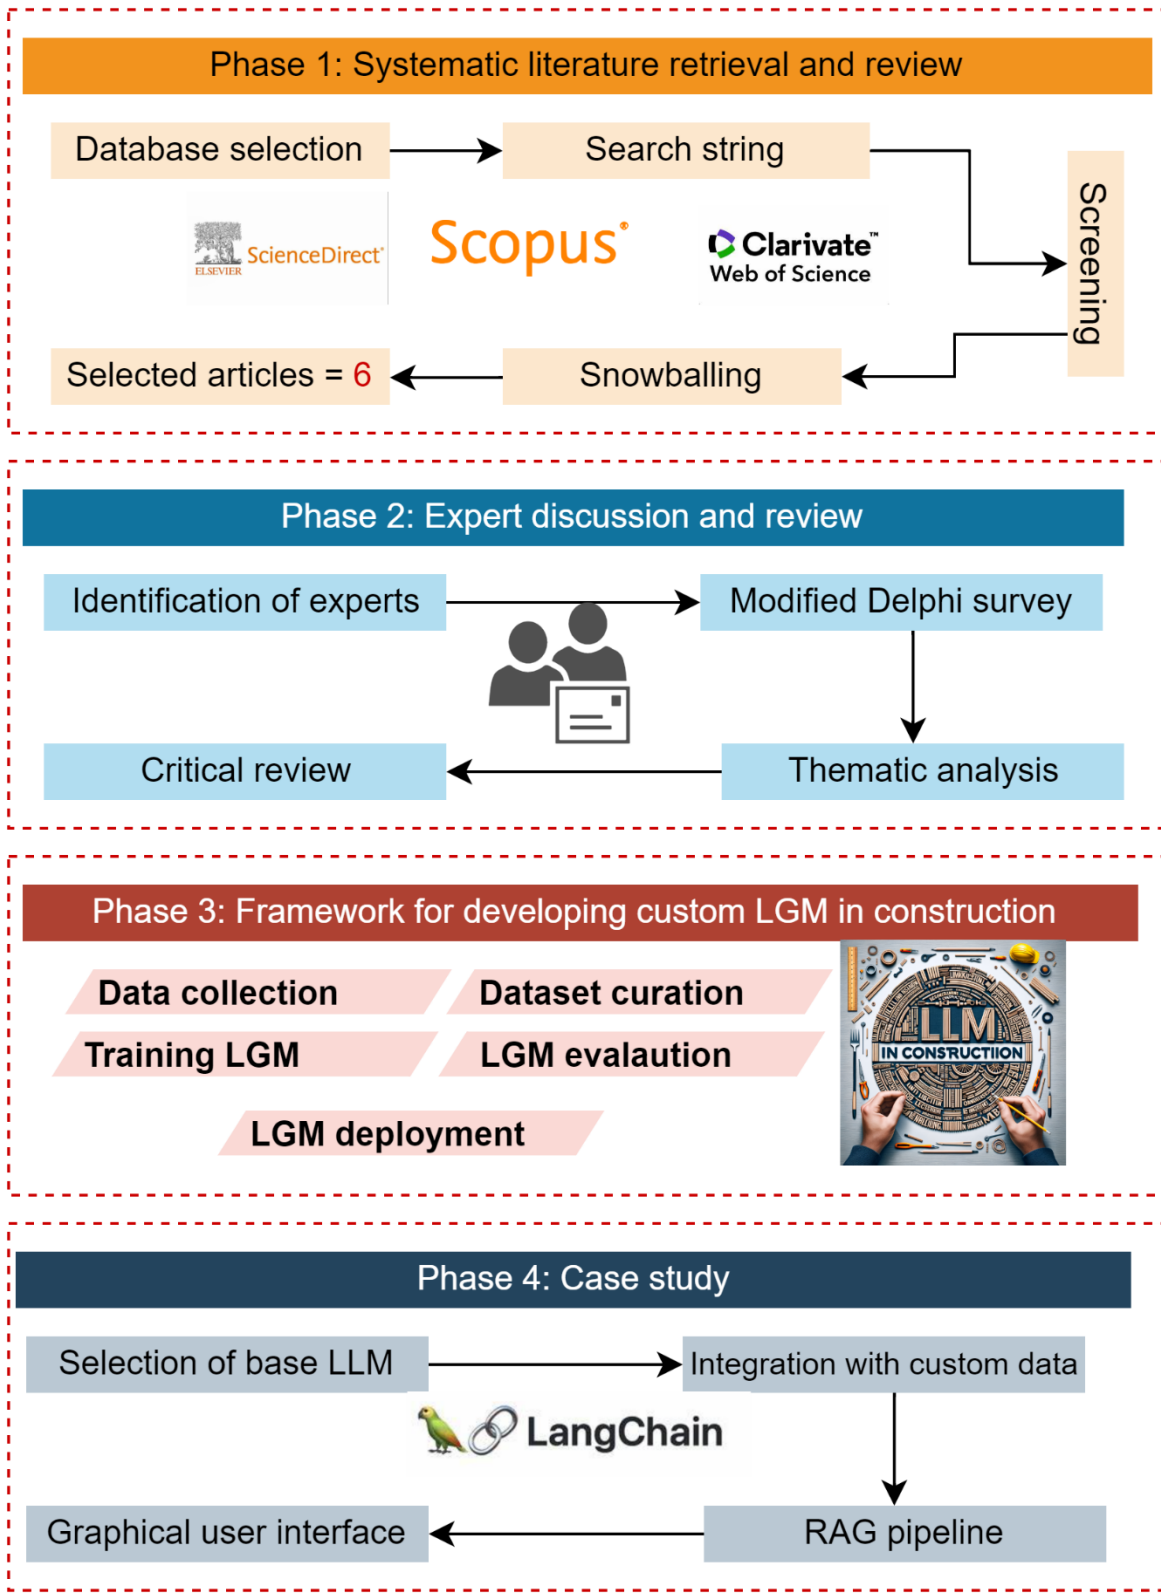 Phase 1: Systematic literature retrieval and review
Database selection
Search string
Screening
ELSEVIER
ScienceDirect®
Scopus®
Clarivate™
Web of Science
Selected articles = 6
Snowballing
Phase 2: Expert discussion and review
Identification of experts
Modified Delphi survey
Critical review
Thematic analysis
Phase 3: Framework for developing custom LGM in construction
Data collection
Dataset curation
Training LGM
LGM evalaution
LGM deployment
LLM
IN CONSTRUCTIION
Phase 4: Case study
Selection of base LLM
Integration with custom data
LangChain
Graphical user interface
RAG pipeline